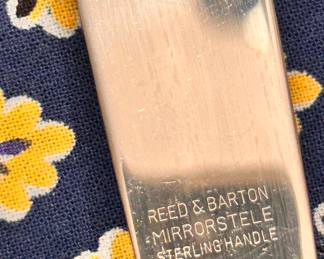 REED & BARTON
MIRRORSTELE
STERLING HANDLE